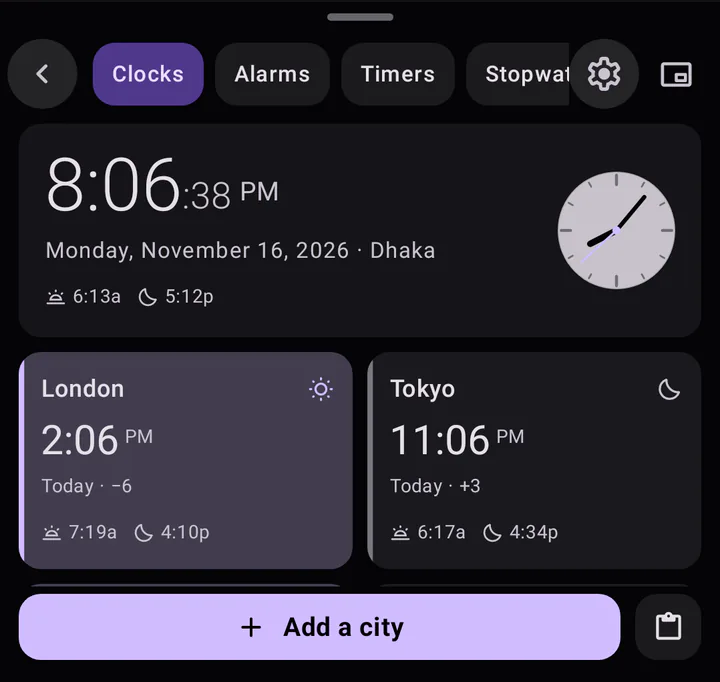 Clocks Alarms Timers Stopwat
8:06:38 PM
Monday, November 16, 2026 · Dhaka
6:13a 5:12p
London
2:06 PM
Today · −6
7:19a 4:10p
Tokyo
11:06 PM
Today · +3
6:17a 4:34p
+ Add a city